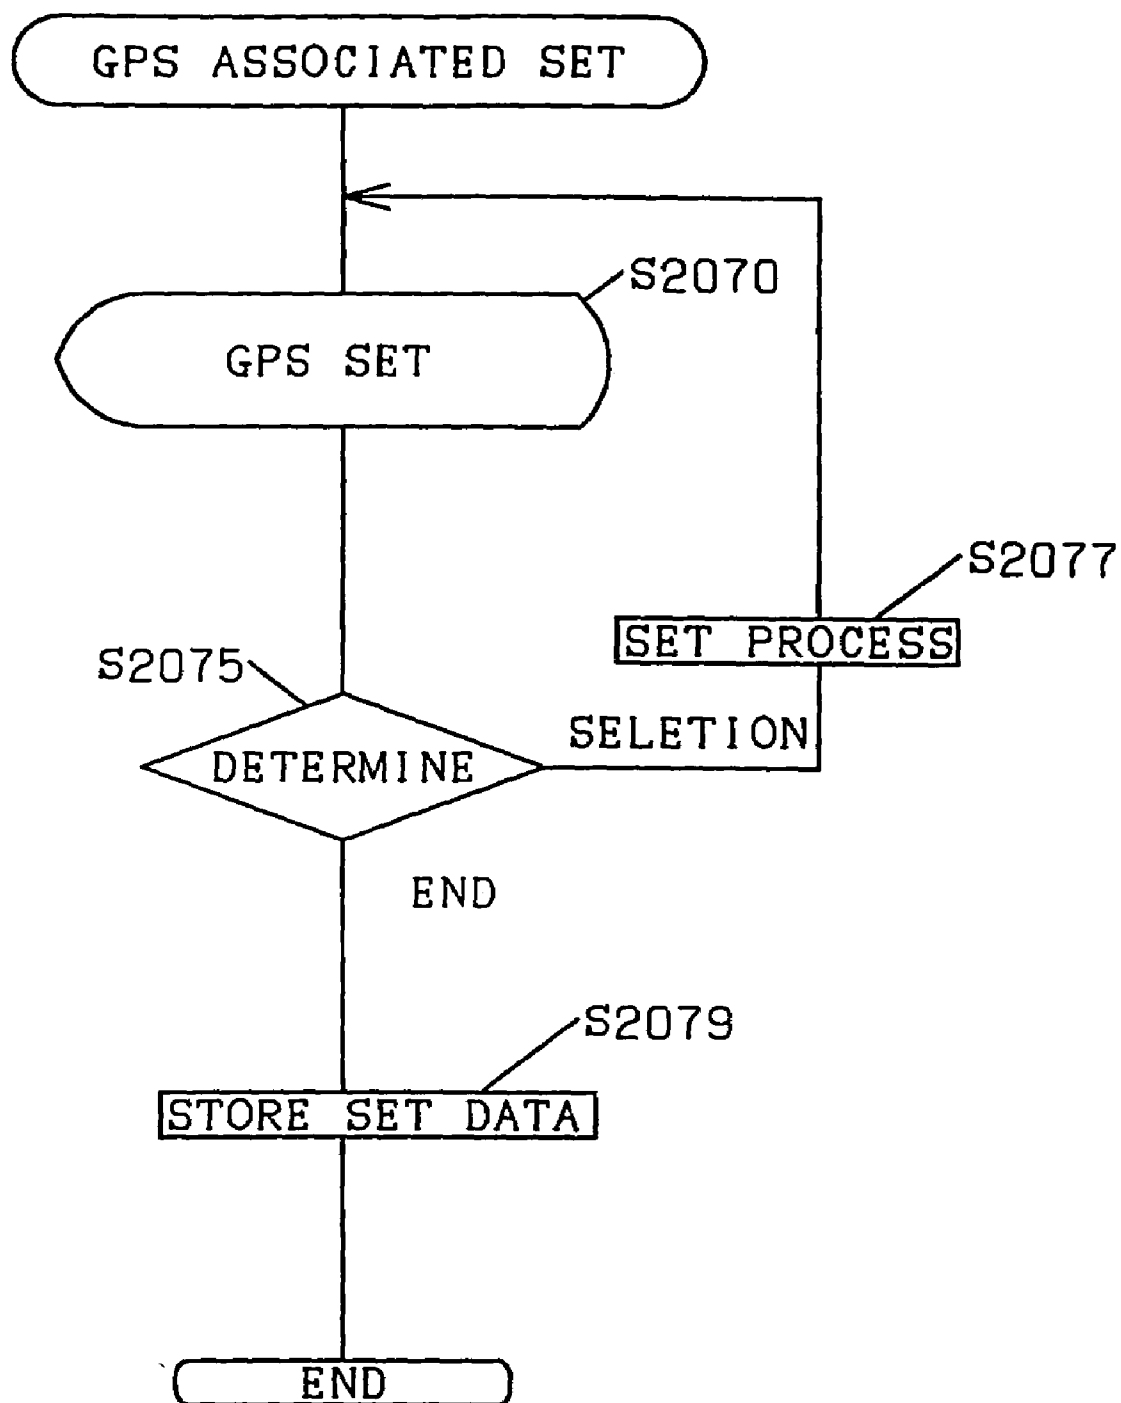 GPS ASSOCIATED SET
S2070
GPS SET
S2077
SET PROCESS
S2075
SELETION
DETERMINE
END
S2079
STORE SET DATA
END